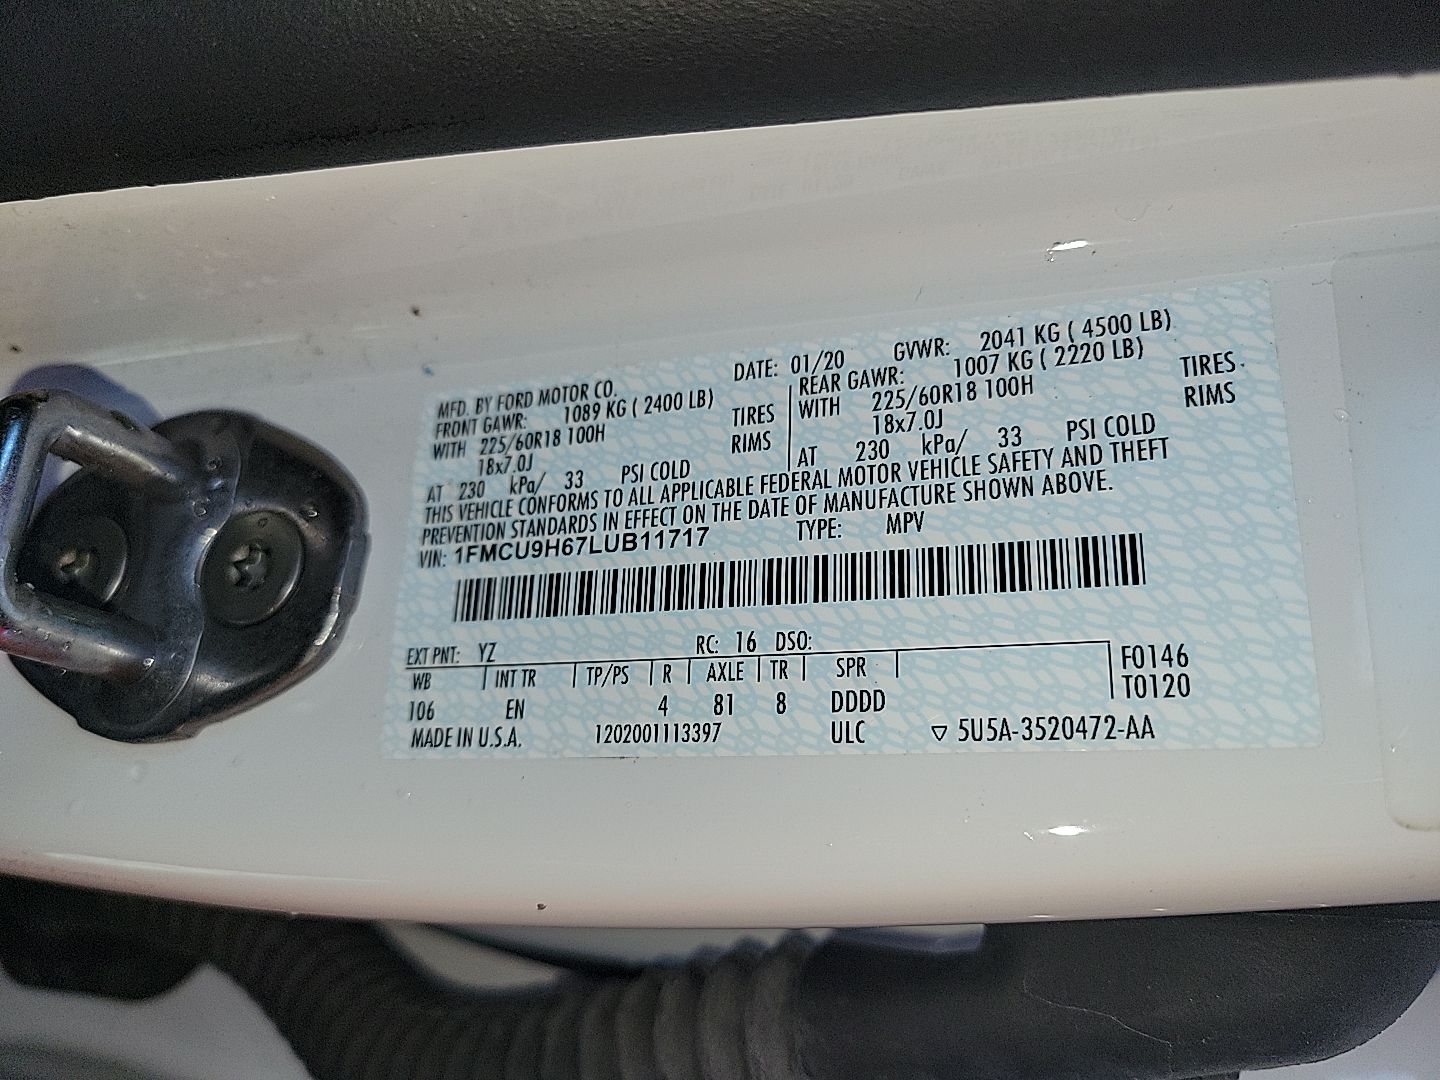 MFD. BY FORD MOTOR CO. DATE: 01/20 GVWR: 2041 KG ( 4500 LB)
FRONT GAWR: 1089 KG ( 2400 LB) REAR GAWR: 1007 KG ( 2220 LB)
WITH 225/60R18 100H TIRES WITH 225/60R18 100H TIRES
18x7.0J RIMS 18x7.0J RIMS
AT 230 kPa/ 33 PSI COLD AT 230 kPa/ 33 PSI COLD
THIS VEHICLE CONFORMS TO ALL APPLICABLE FEDERAL MOTOR VEHICLE SAFETY AND THEFT
PREVENTION STANDARDS IN EFFECT ON THE DATE OF MANUFACTURE SHOWN ABOVE.
VIN: 1FMCU9H67LUB11717 TYPE: MPV
EXT PNT: YZ RC: 16 DSO:
WB INT TR TP/PS R AXLE TR SPR F0146
106 EN 4 81 8 DDDD T0120
MADE IN U.S.A. 1202001113397 ULC ▽ 5U5A-3520472-AA